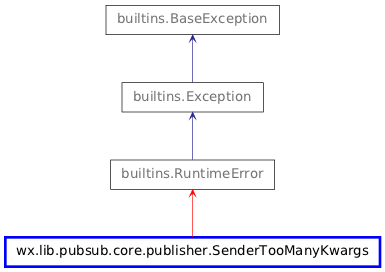 builtins.BaseException
builtins.Exception
builtins.RuntimeError
wx.lib.pubsub.core.publisher.SenderTooManyKwargs